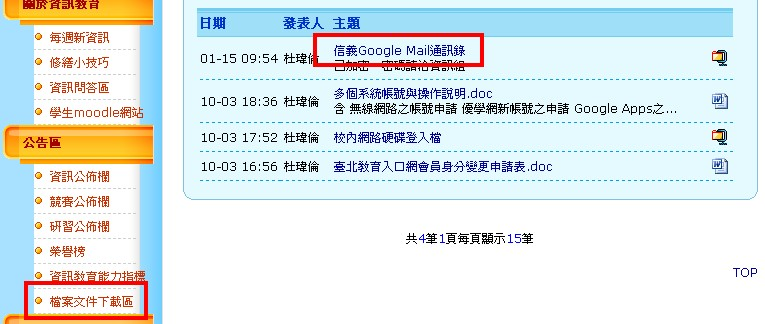 關於資訊教育
每週新資訊
修繕小技巧
資訊問答區
學生moodle網站
公告區
資訊公佈欄
競賽公佈欄
研習公佈欄
榮譽榜
資訊教育能力指標
檔案文件下載區
日期 發表人 主題
01-15 09:54 杜瑋倫 信義Google Mail通訊錄
已加密，密碼請洽資訊組
10-03 18:36 杜瑋倫 多個系統帳號與操作說明.doc
含 無線網路之帳號申請 優學網新帳號之申請 Google Apps之...
10-03 17:52 杜瑋倫 校內網路硬碟登入檔
10-03 16:56 杜瑋倫 臺北教育入口網會員身分變更申請表.doc
共4筆1頁每頁顯示15筆
TOP